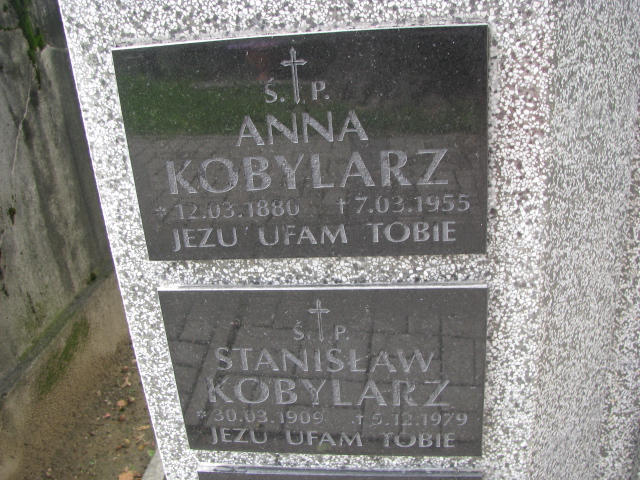 Ś. P.
ANNA
KOBYLARZ
* 12.03.1880 † 7.03.1955
JEZU UFAM TOBIE
Ś. P.
STANISŁAW
KOBYLARZ
* 30.03.1909 † 5.12.1979
JEZU UFAM TOBIE